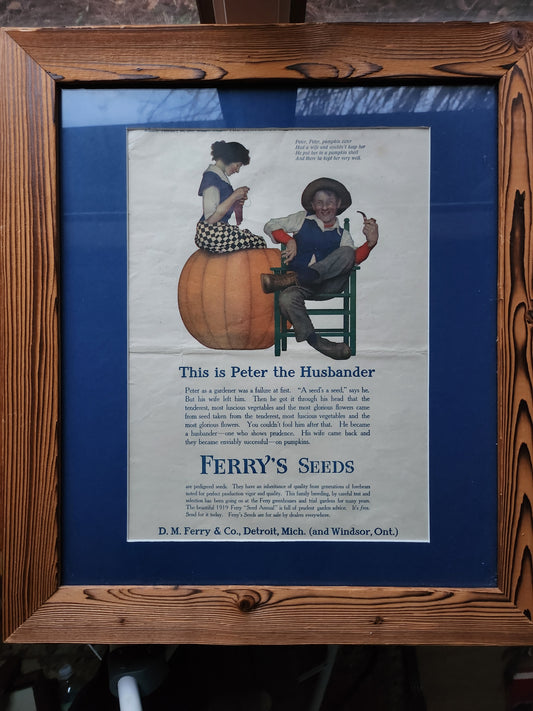 Peter, Peter, pumpkin eater
Had a wife and couldn't keep her
He put her in a pumpkin shell
And there he kept her very well.
This is Peter the Husbander
Peter as a gardener was a failure at first. "A seed's a seed," says he.
But his wife left him. Then he got it through his head that the
tenderest, most luscious vegetables and the most glorious flowers came
from seed taken from the tenderest, most luscious vegetables and the
most glorious flowers. You couldn't fool him after that. He became
a husbander—one who shows prudence. His wife came back and
they became enviably successful—on pumpkins.
FERRY'S SEEDS
are pedigreed seeds. They have an inheritance of quality from generations of forebears
noted for perfect production vigor and quality. This family breeding, by careful test and
selection has been going on at the Ferry greenhouses and trial gardens for many years.
The beautiful 1919 Ferry "Seed Annual" is full of prudent garden advice. It's free.
Send for it today. Ferry's Seeds are for sale by dealers everywhere.
D. M. Ferry & Co., Detroit, Mich. (and Windsor, Ont.)